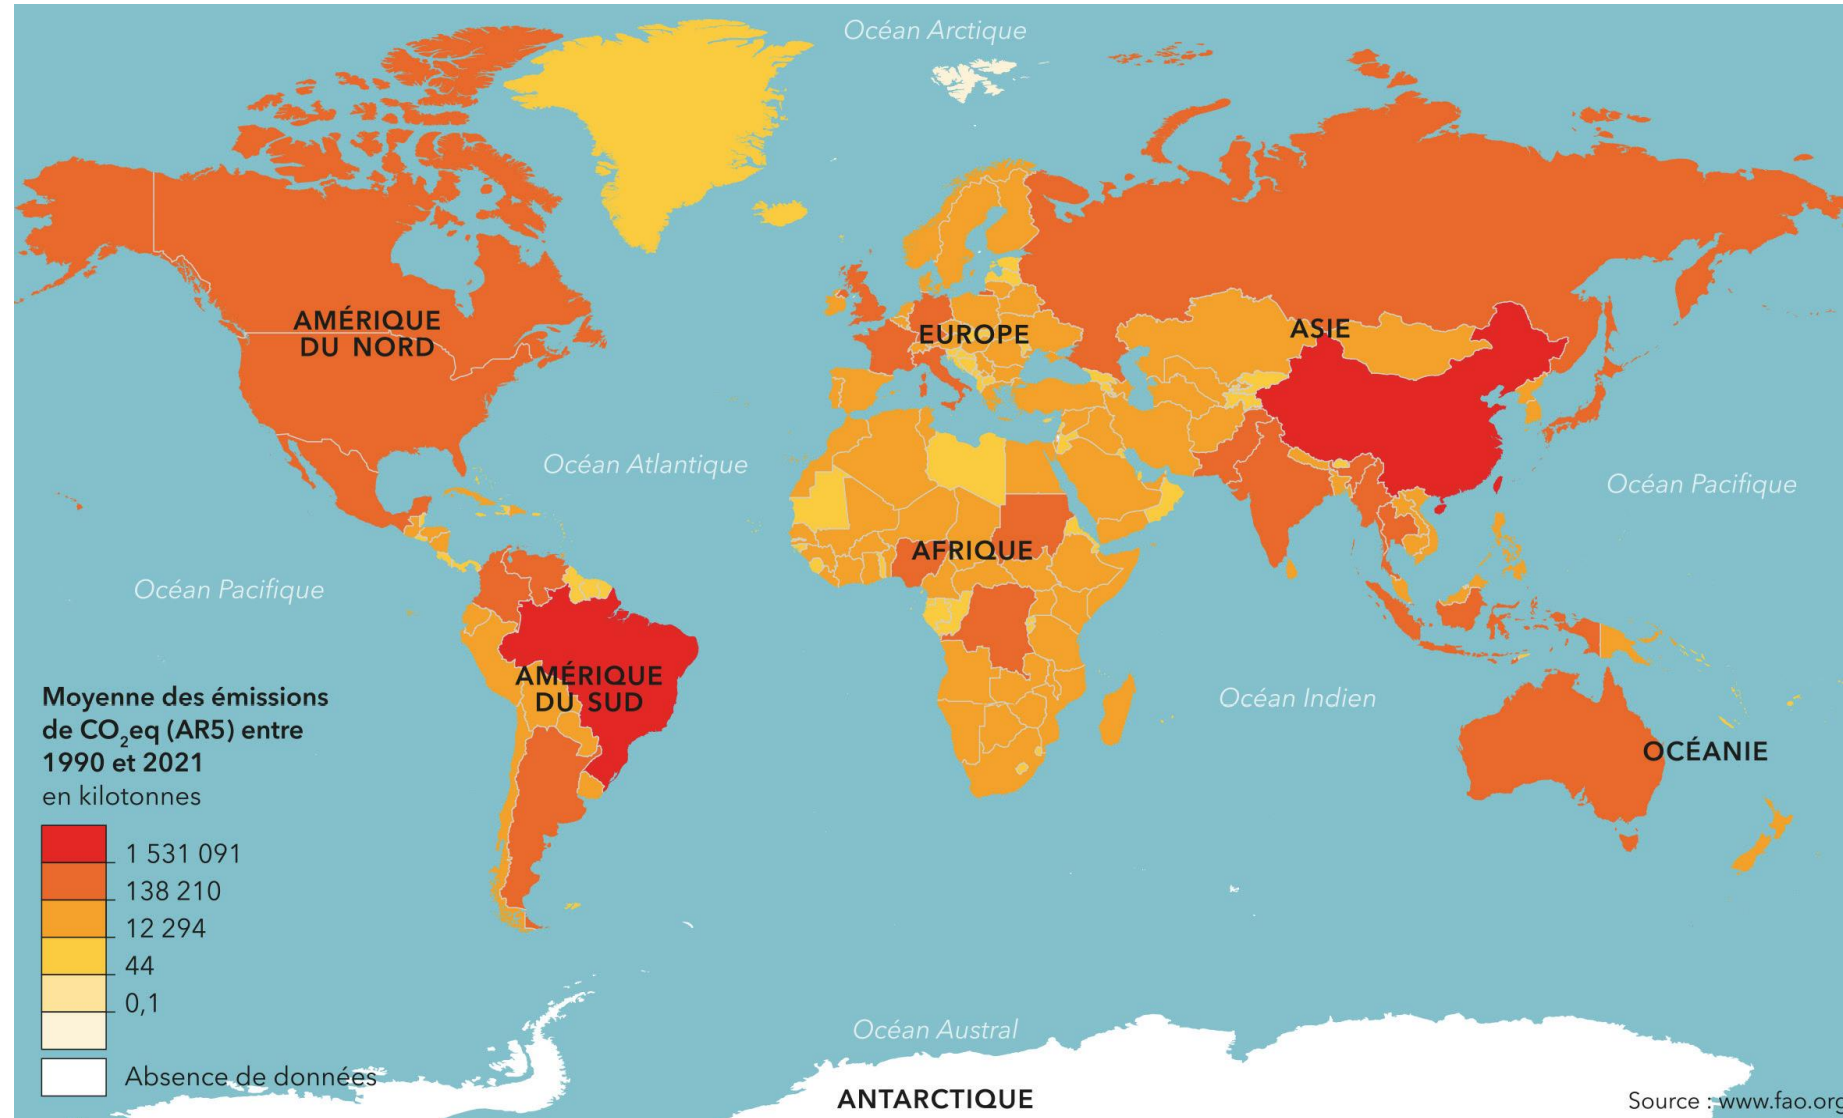 Océan Arctique
AMÉRIQUE
DU NORD
EUROPE
ASIE
Océan Atlantique
Océan Pacifique
AFRIQUE
Océan Pacifique
AMÉRIQUE
DU SUD
Océan Indien
OCÉANIE
Moyenne des émissions
de CO₂eq (AR5) entre
1990 et 2021
en kilotonnes
1 531 091
138 210
12 294
44
0,1
Absence de données
Océan Austral
ANTARCTIQUE
Source : www.fao.org